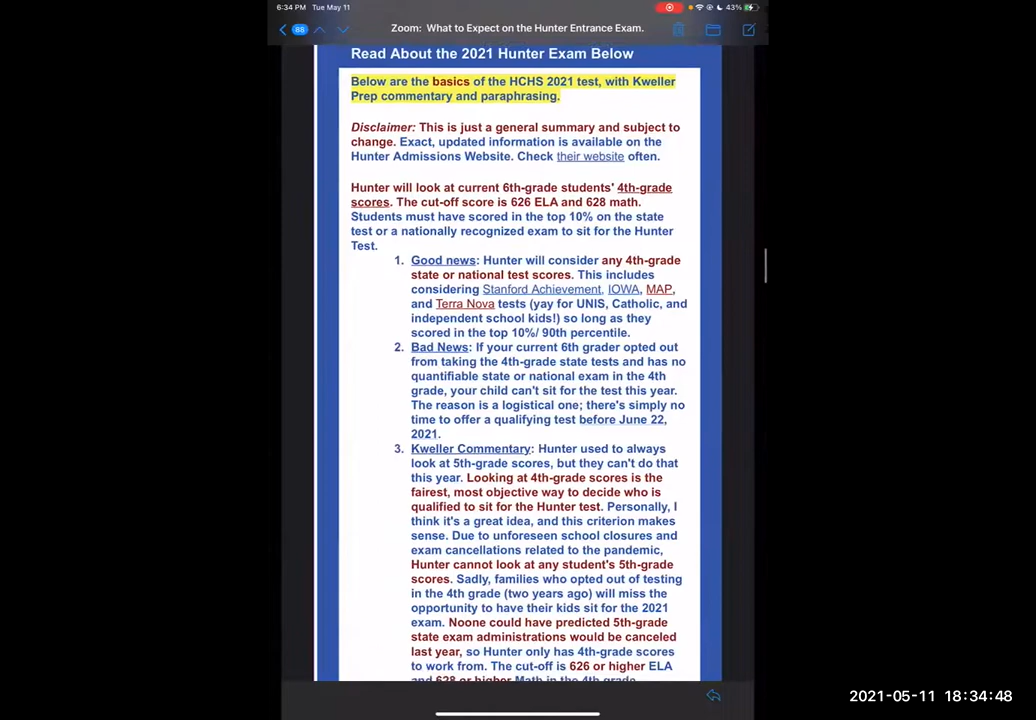 6:34 PM Tue May 11
43%
88
Zoom: What to Expect on the Hunter Entrance Exam.
Read About the 2021 Hunter Exam Below
Below are the basics of the HCHS 2021 test, with Kweller
Prep commentary and paraphrasing.
Disclaimer: This is just a general summary and subject to
change. Exact, updated information is available on the
Hunter Admissions Website. Check their website often.
Hunter will look at current 6th-grade students' 4th-grade
scores. The cut-off score is 626 ELA and 628 math.
Students must have scored in the top 10% on the state
test or a nationally recognized exam to sit for the Hunter
Test.
1. Good news: Hunter will consider any 4th-grade
state or national test scores. This includes
considering Stanford Achievement, IOWA, MAP,
and Terra Nova tests (yay for UNIS, Catholic, and
independent school kids!) so long as they
scored in the top 10%/ 90th percentile.
2. Bad News: If your current 6th grader opted out
from taking the 4th-grade state tests and has no
quantifiable state or national exam in the 4th
grade, your child can't sit for the test this year.
The reason is a logistical one; there's simply no
time to offer a qualifying test before June 22,
2021.
3. Kweller Commentary: Hunter used to always
look at 5th-grade scores, but they can't do that
this year. Looking at 4th-grade scores is the
fairest, most objective way to decide who is
qualified to sit for the Hunter test. Personally, I
think it's a great idea, and this criterion makes
sense. Due to unforeseen school closures and
exam cancellations related to the pandemic,
Hunter cannot look at any student's 5th-grade
scores. Sadly, families who opted out of testing
in the 4th grade (two years ago) will miss the
opportunity to have their kids sit for the 2021
exam. Noone could have predicted 5th-grade
state exam administrations would be canceled
last year, so Hunter only has 4th-grade scores
to work from. The cut-off is 626 or higher ELA
and 628 or higher Math in the 4th grade
2021-05-11 18:34:48